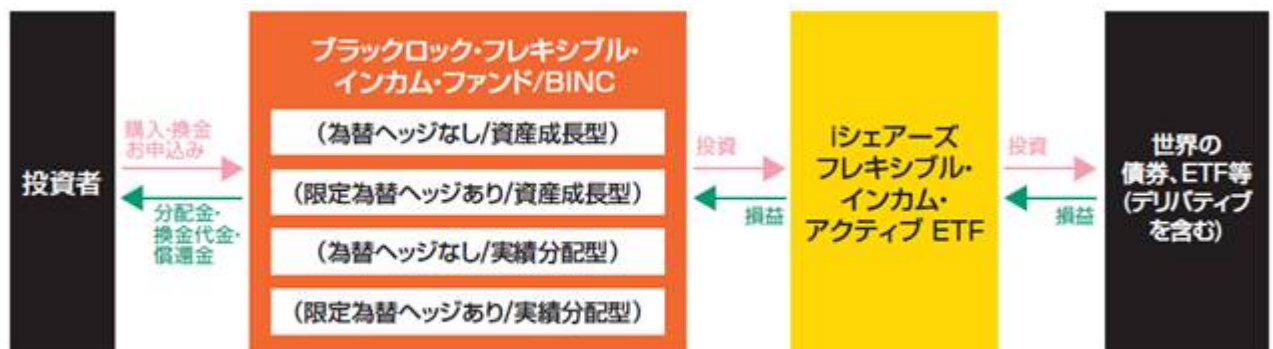 投資者
購入・換金
お申込み
分配金・
換金代金・
償還金
ブラックロック・フレキシブル・
インカム・ファンド/BINC
(為替ヘッジなし/資産成長型)
(限定為替ヘッジあり/資産成長型)
(為替ヘッジなし/実績分配型)
(限定為替ヘッジあり/実績分配型)
投資
損益
iシェアーズ
フレキシブル・
インカム・
アクティブ ETF
投資
損益
世界の
債券、ETF等
(デリバティブ
を含む)